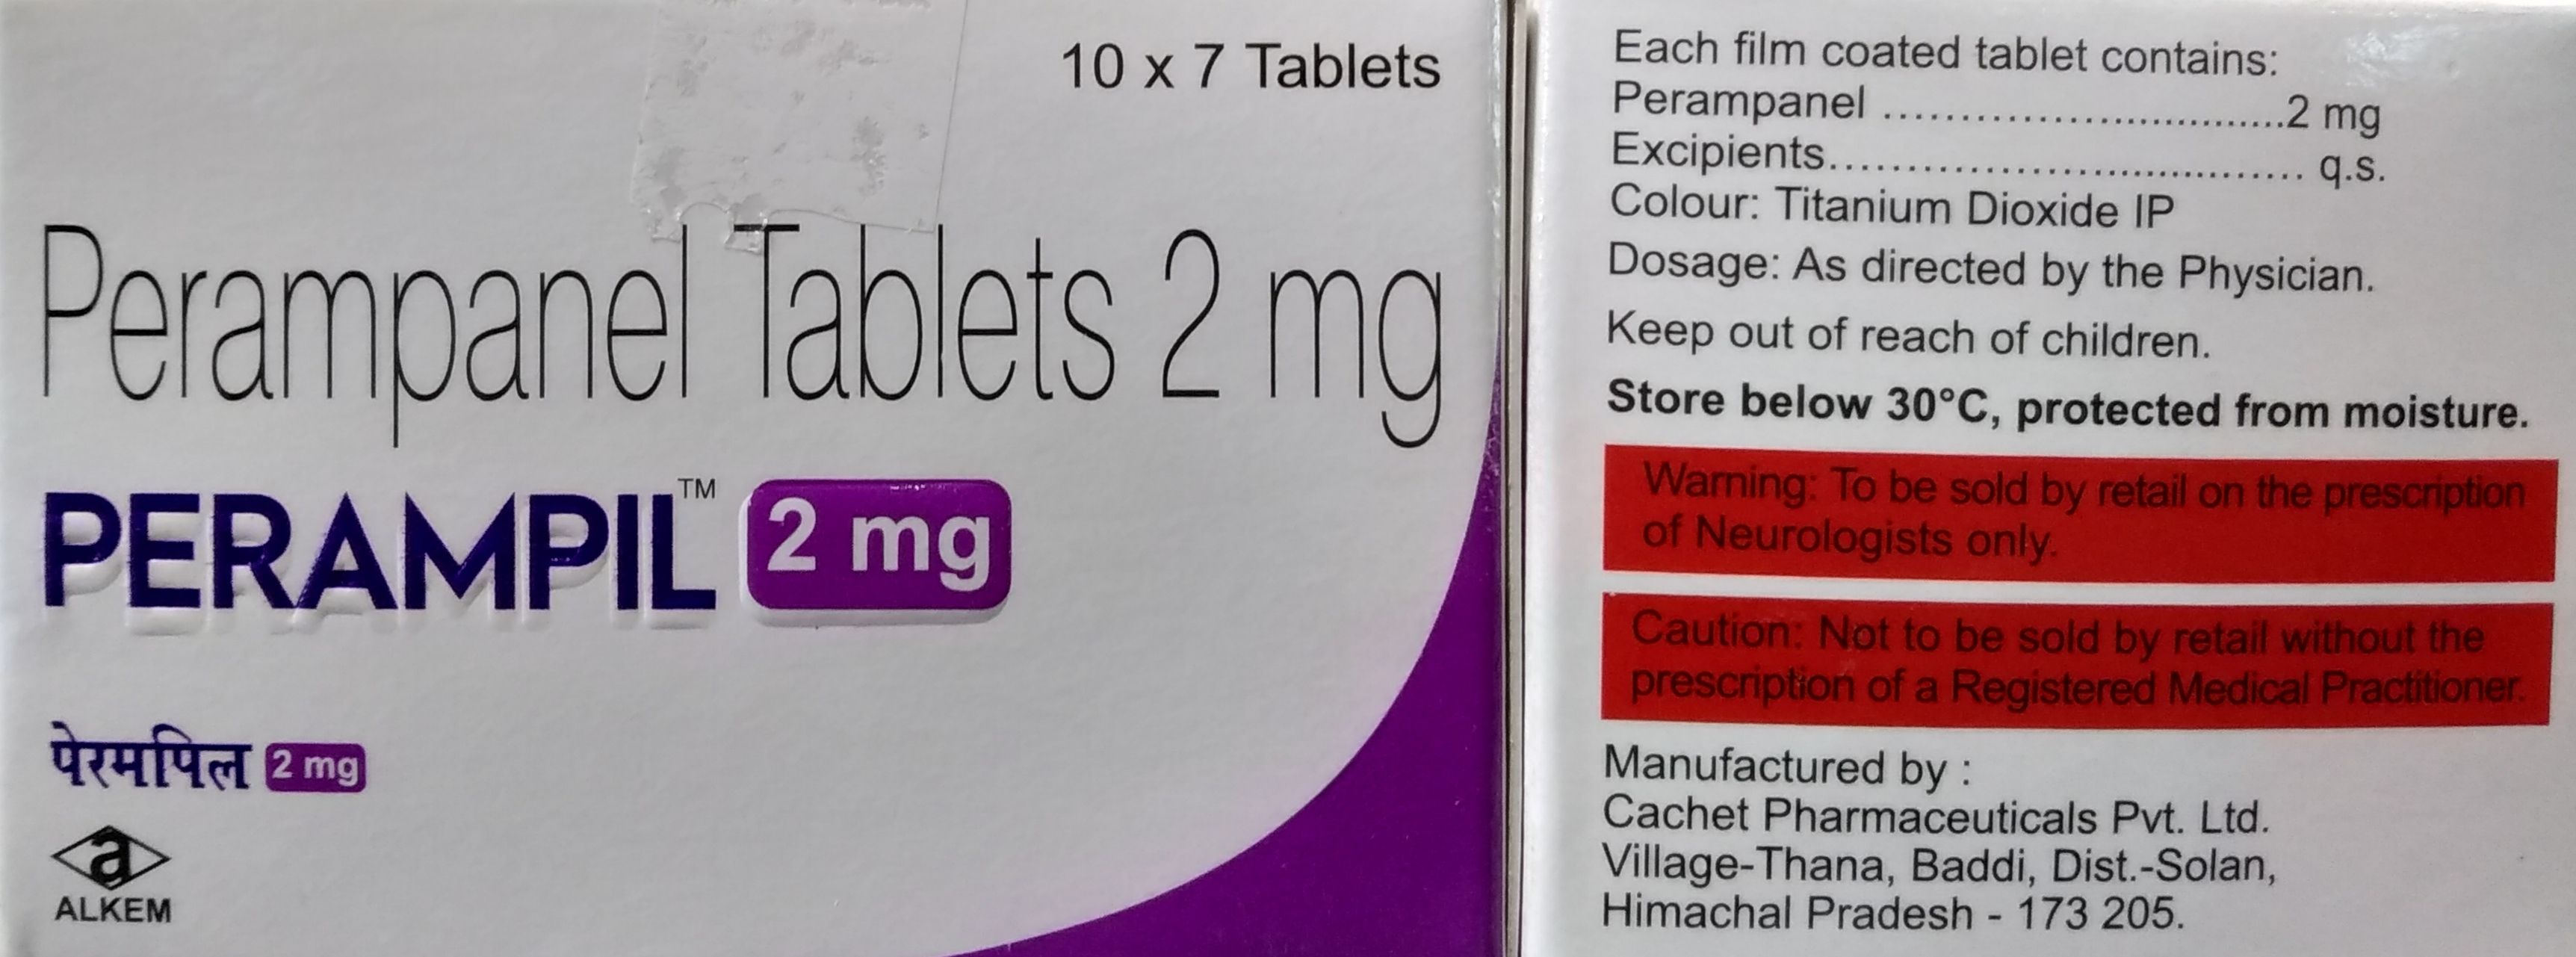 10 x 7 Tablets
Perampanel Tablets 2 mg
PERAMPIL™ 2 mg
पेरमपिल 2 mg
a
ALKEM
Each film coated tablet contains:
Perampanel ................................2 mg
Excipients...................................... q.s.
Colour: Titanium Dioxide IP
Dosage: As directed by the Physician.
Keep out of reach of children.
Store below 30°C, protected from moisture.
Warning: To be sold by retail on the prescription
of Neurologists only.
Caution: Not to be sold by retail without the
prescription of a Registered Medical Practitioner.
Manufactured by :
Cachet Pharmaceuticals Pvt. Ltd.
Village-Thana, Baddi, Dist.-Solan,
Himachal Pradesh - 173 205.